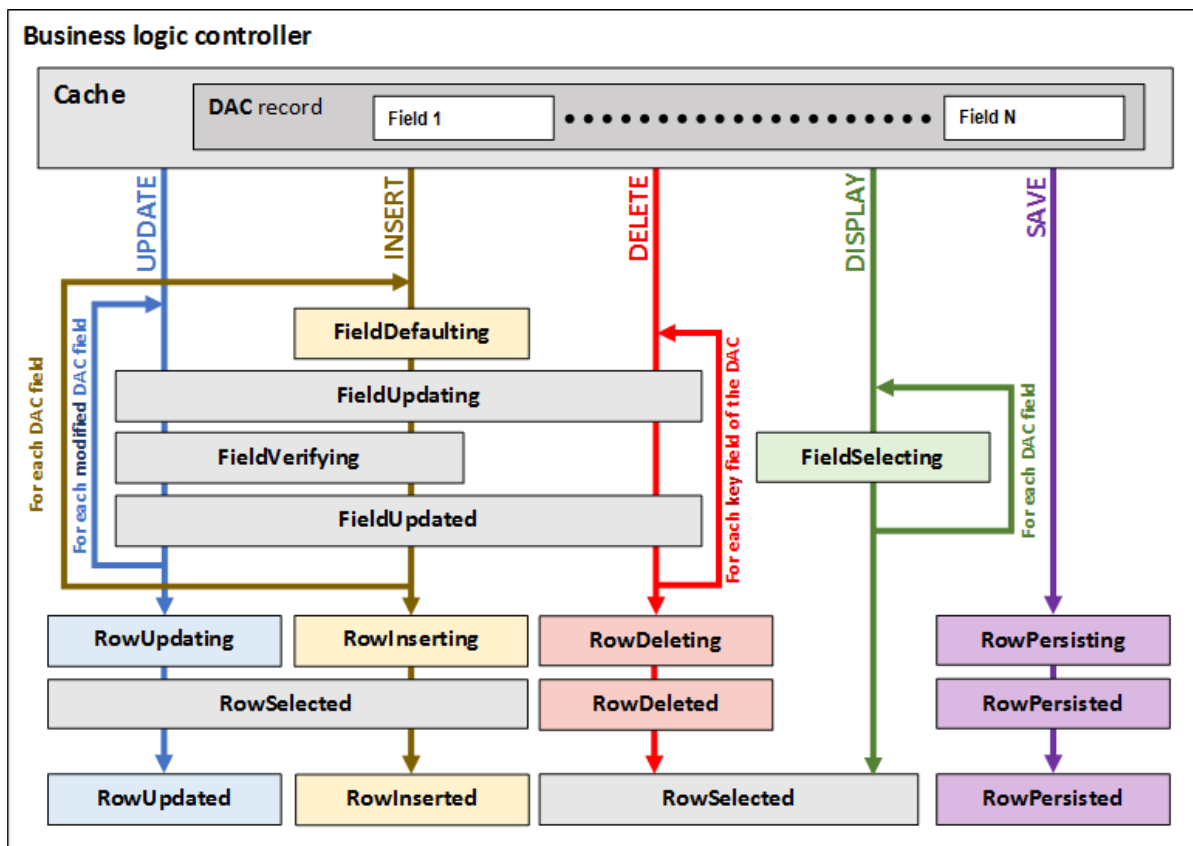 Business logic controller
Cache
DAC record
Field 1
Field N
UPDATE
INSERT
DELETE
DISPLAY
SAVE
For each DAC field
For each modified DAC field
FieldDefaulting
FieldUpdating
FieldVerifying
FieldUpdated
For each key field of the DAC
FieldSelecting
For each DAC field
RowUpdating
RowInserting
RowDeleting
RowPersisting
RowSelected
RowDeleted
RowPersisted
RowUpdated
RowInserted
RowSelected
RowPersisted